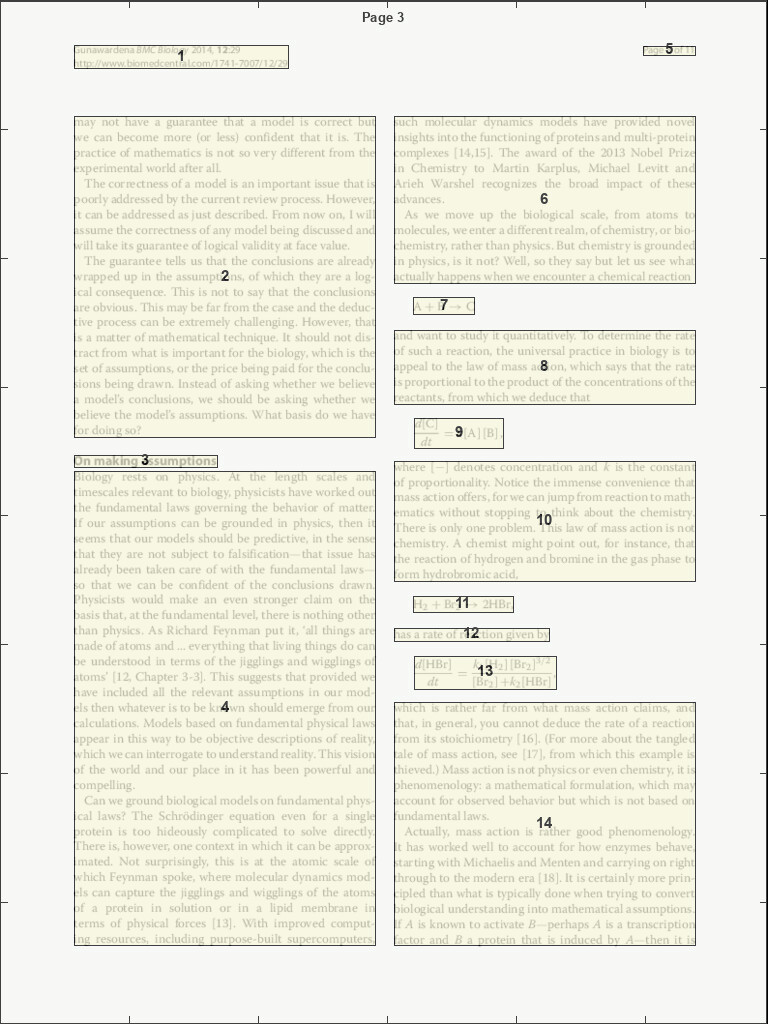 Page 3
Gunawardena BMC Biology 2014, 12:29
http://www.biomedcentral.com/1741-7007/12/29
1
Page of 11
5
may not have a guarantee that a model is correct but
we can become more (or less) confident that it is. The
practice of mathematics is not so very different from the
experimental world after all.
The correctness of a model is an important issue that is
poorly addressed by the current review process. However,
it can be addressed as just described. From now on, I will
assume the correctness of any model being discussed and
will take its guarantee of logical validity at face value.
The guarantee tells us that the conclusions are already
wrapped up in the assumptions, of which they are a log-
ical consequence. This is not to say that the conclusions
are obvious. This may be far from the case and the deduc-
tive process can be extremely challenging. However, that
is a matter of mathematical technique. It should not dis-
tract from what is important for the biology, which is the
set of assumptions, or the price being paid for the conclu-
sions being drawn. Instead of asking whether we believe
a model's conclusions, we should be asking whether we
believe the model's assumptions. What basis do we have
for doing so?
2
On making assumptions
3
Biology rests on physics. At the length scales and
timescales relevant to biology, physicists have worked out
the fundamental laws governing the behavior of matter.
If our assumptions can be grounded in physics, then it
seems that our models should be predictive, in the sense
that they are not subject to falsification—that issue has
already been taken care of with the fundamental laws—
so that we can be confident of the conclusions drawn.
Physicists would make an even stronger claim on the
basis that, at the fundamental level, there is nothing other
than physics. As Richard Feynman put it, 'all things are
made of atoms and ... everything that living things do can
be understood in terms of the jigglings and wigglings of
atoms' [12, Chapter 3-3]. This suggests that provided we
have included all the relevant assumptions in our mod-
els then whatever is to be known should emerge from our
calculations. Models based on fundamental physical laws
appear in this way to be objective descriptions of reality,
which we can interrogate to understand reality. This vision
of the world and our place in it has been powerful and
compelling.
Can we ground biological models on fundamental phys-
ical laws? The Schrödinger equation even for a single
protein is too hideously complicated to solve directly.
There is, however, one context in which it can be approx-
imated. Not surprisingly, this is at the atomic scale of
which Feynman spoke, where molecular dynamics mod-
els can capture the jigglings and wigglings of the atoms
of a protein in solution or in a lipid membrane in
terms of physical forces [13]. With improved comput-
ing resources, including purpose-built supercomputers,
4
such molecular dynamics models have provided novel
insights into the functioning of proteins and multi-protein
complexes [14,15]. The award of the 2013 Nobel Prize
in Chemistry to Martin Karplus, Michael Levitt and
Arieh Warshel recognizes the broad impact of these
advances.
As we move up the biological scale, from atoms to
molecules, we enter a different realm, of chemistry, or bio-
chemistry, rather than physics. But chemistry is grounded
in physics, is it not? Well, so they say but let us see what
actually happens when we encounter a chemical reaction
6
A + B → C
7
and want to study it quantitatively. To determine the rate
of such a reaction, the universal practice in biology is to
appeal to the law of mass action, which says that the rate
is proportional to the product of the concentrations of the
reactants, from which we deduce that
8
d[C]
dt = [A] [B] ,
9
where [−] denotes concentration and k is the constant
of proportionality. Notice the immense convenience that
mass action offers, for we can jump from reaction to math-
ematics without stopping to think about the chemistry.
There is only one problem. This law of mass action is not
chemistry. A chemist might point out, for instance, that
the reaction of hydrogen and bromine in the gas phase to
form hydrobromic acid,
10
H2 + Br2 → 2HBr,
11
has a rate of reaction given by
12
d[HBr] k1[H2] [Br2]3/2
dt = [Br2] +k2[HBr] ,
13
which is rather far from what mass action claims, and
that, in general, you cannot deduce the rate of a reaction
from its stoichiometry [16]. (For more about the tangled
tale of mass action, see [17], from which this example is
thieved.) Mass action is not physics or even chemistry, it is
phenomenology: a mathematical formulation, which may
account for observed behavior but which is not based on
fundamental laws.
Actually, mass action is rather good phenomenology.
It has worked well to account for how enzymes behave,
starting with Michaelis and Menten and carrying on right
through to the modern era [18]. It is certainly more prin-
cipled than what is typically done when trying to convert
biological understanding into mathematical assumptions.
If A is known to activate B—perhaps A is a transcription
factor and B a protein that is induced by A—then it is
14